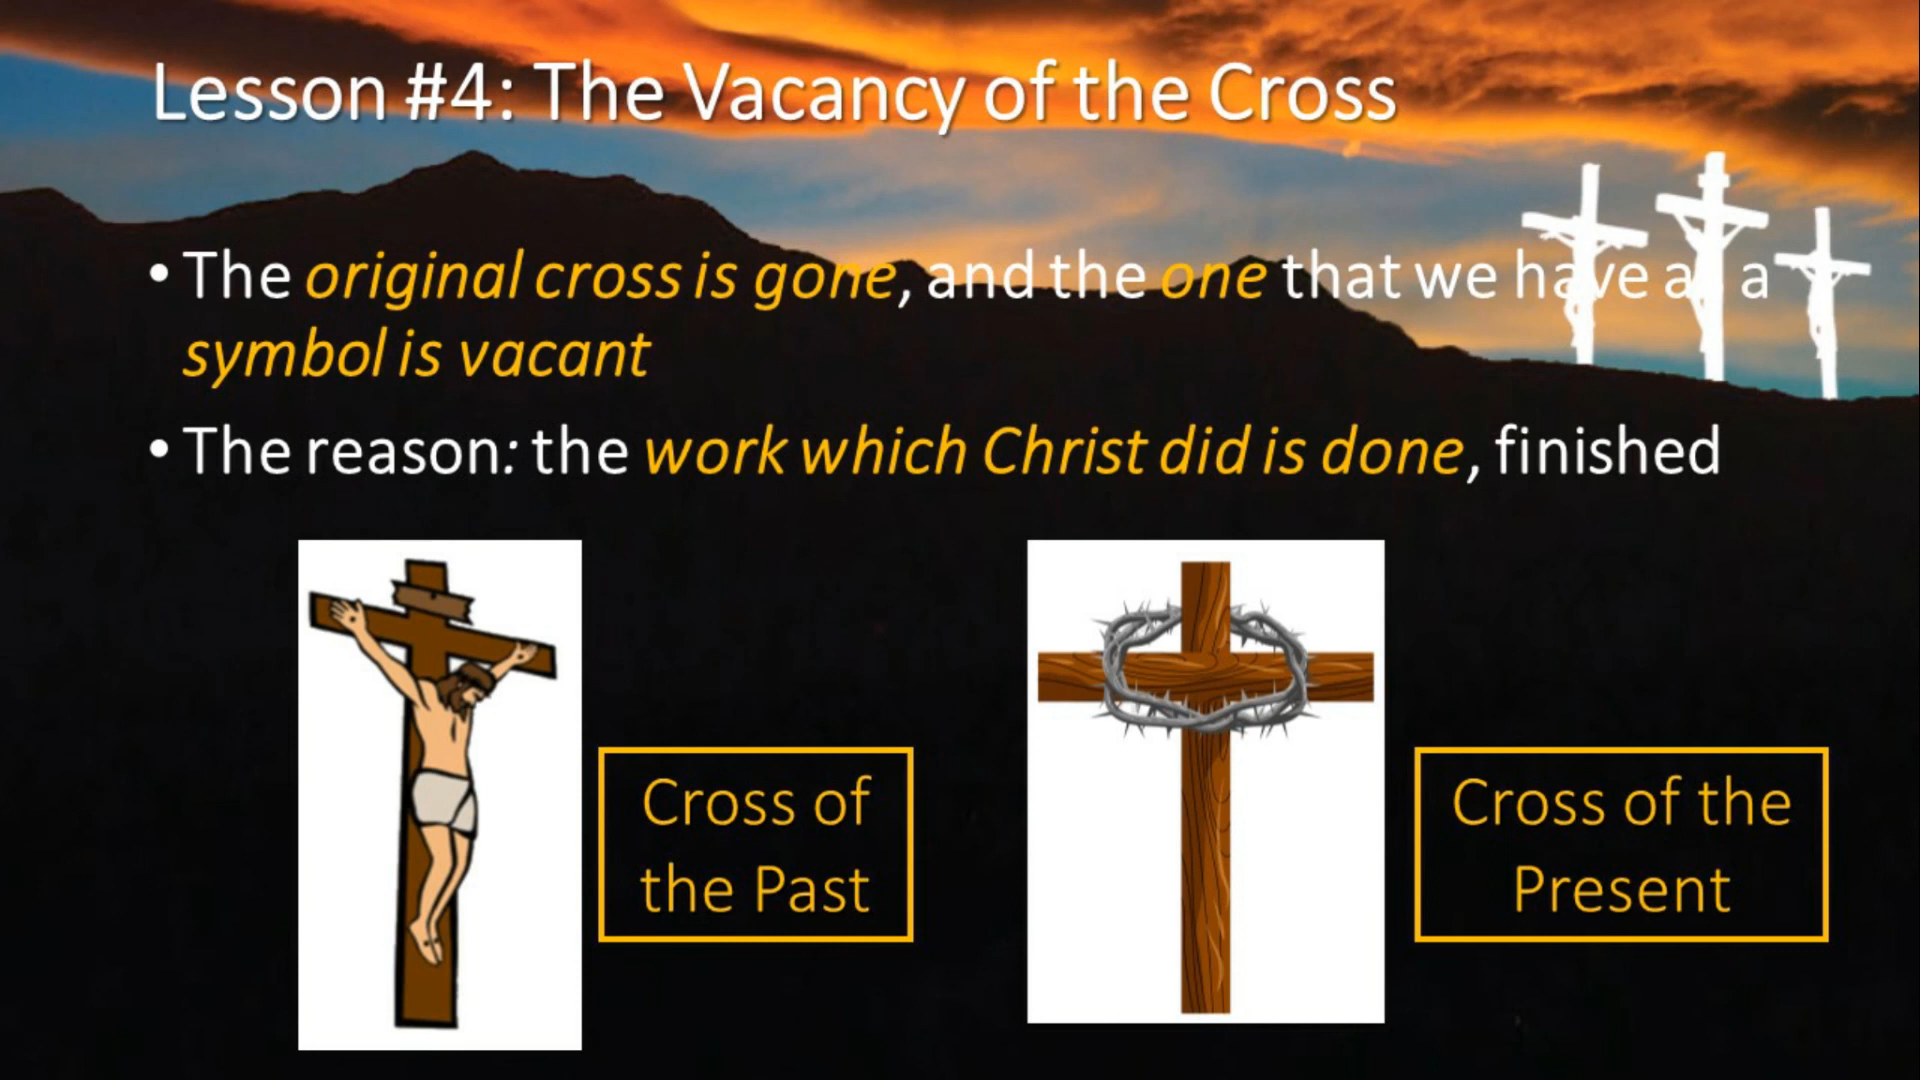 Lesson #4: The Vacancy of the Cross
• The original cross is gone, and the one that we have as a
symbol is vacant
• The reason: the work which Christ did is done, finished
Cross of
the Past
Cross of the
Present